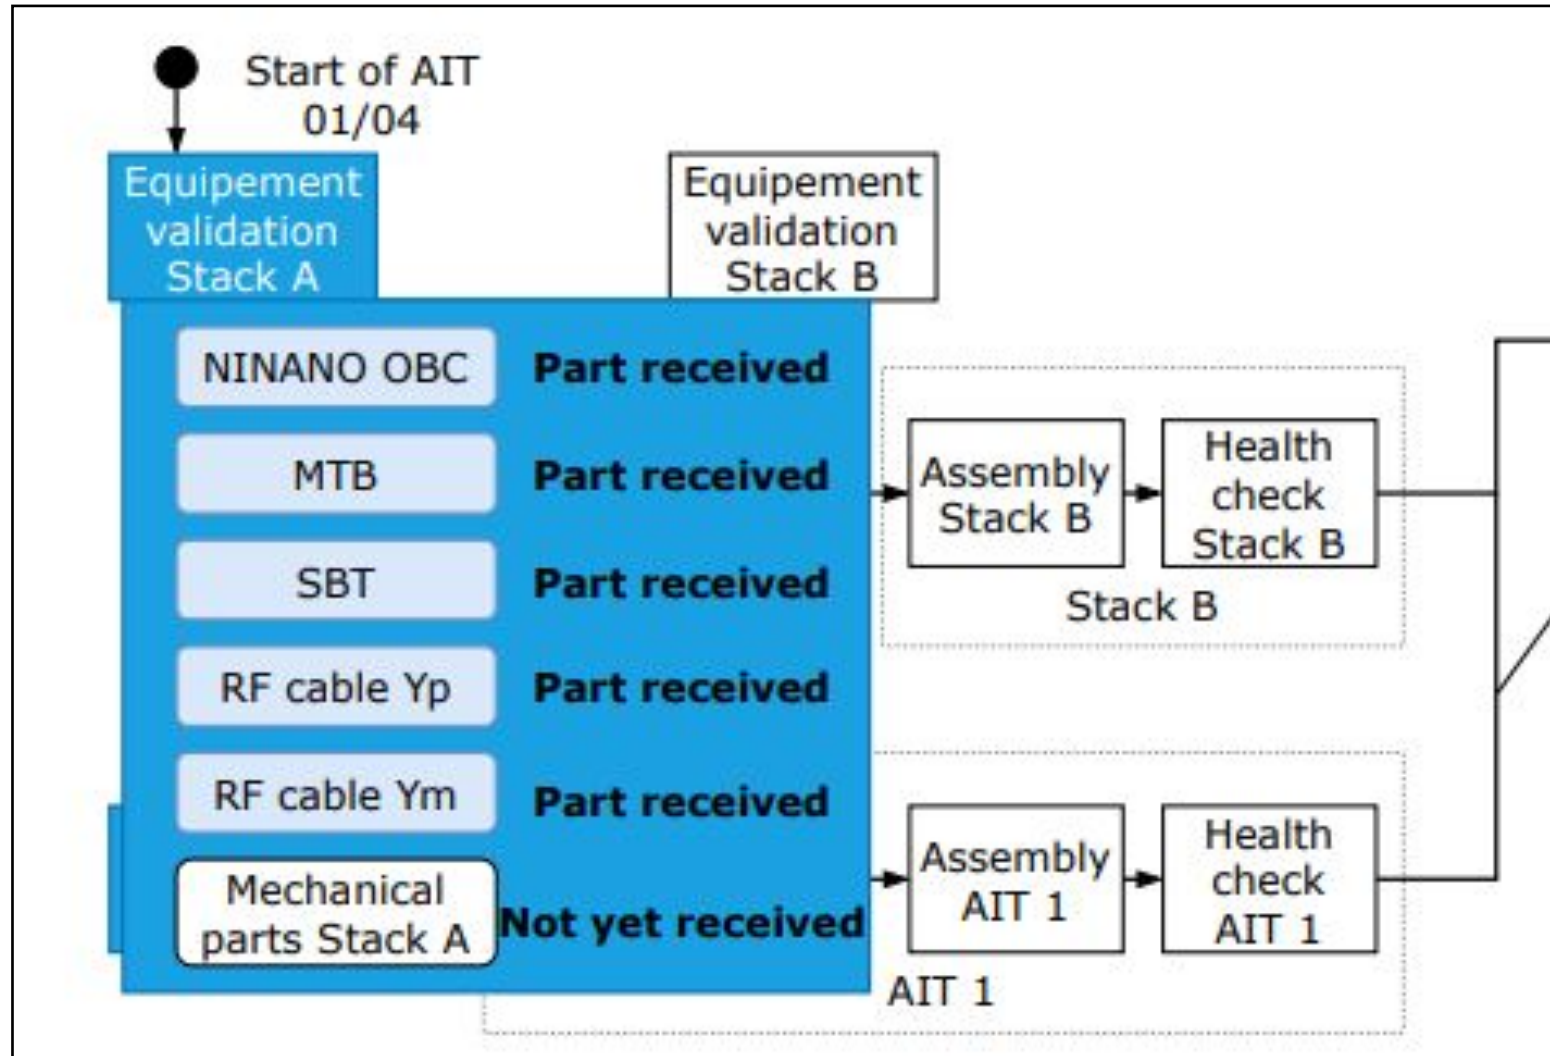 Start of AIT
01/04
Equipement
validation
Stack A
Equipement
validation
Stack B
NINANO OBC
Part received
MTB
Part received
SBT
Part received
RF cable Yp
Part received
RF cable Ym
Part received
Mechanical
parts Stack A
Not yet received
Assembly
Stack B
Health
check
Stack B
Stack B
Assembly
AIT 1
Health
check
AIT 1
AIT 1